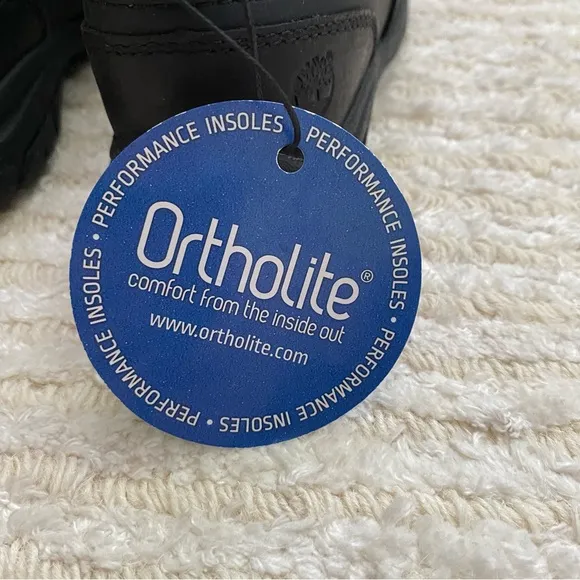 PERFORMANCE INSOLES • PERFORMANCE INSOLES • PERFORMANCE INSOLES • PERFORMANCE INSOLES
Ortholite®
comfort from the inside out
www.ortholite.com